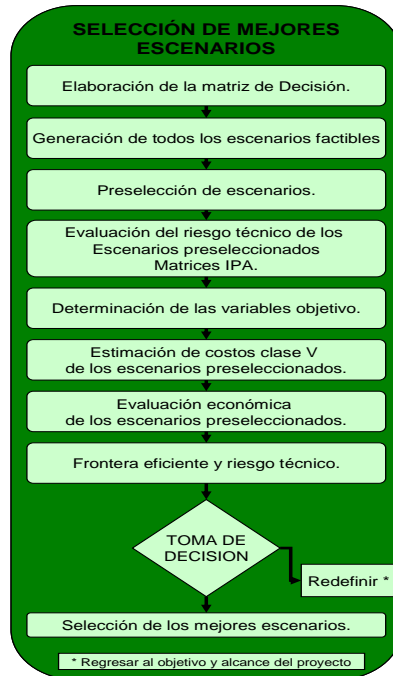 SELECCIÓN DE MEJORES
ESCENARIOS
Elaboración de la matriz de Decisión.
Generación de todos los escenarios factibles
Preselección de escenarios.
Evaluación del riesgo técnico de los
Escenarios preseleccionados
Matrices IPA.
Determinación de las variables objetivo.
Estimación de costos clase V
de los escenarios preseleccionados.
Evaluación económica
de los escenarios preseleccionados.
Frontera eficiente y riesgo técnico.
TOMA DE
DECISION
Redefinir *
Selección de los mejores escenarios.
* Regresar al objetivo y alcance del proyecto